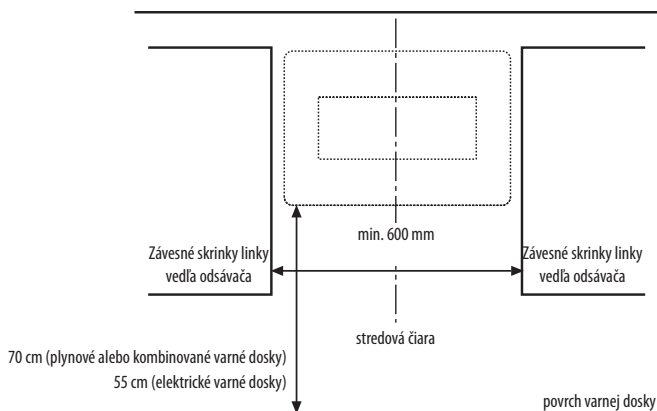 min. 600 mm
Závesné skrinky linky
vedľa odsávača
Závesné skrinky linky
vedľa odsávača
stredová čiara
70 cm (plynové alebo kombinované varné dosky)
55 cm (elektrické varné dosky)
povrch varnej dosky